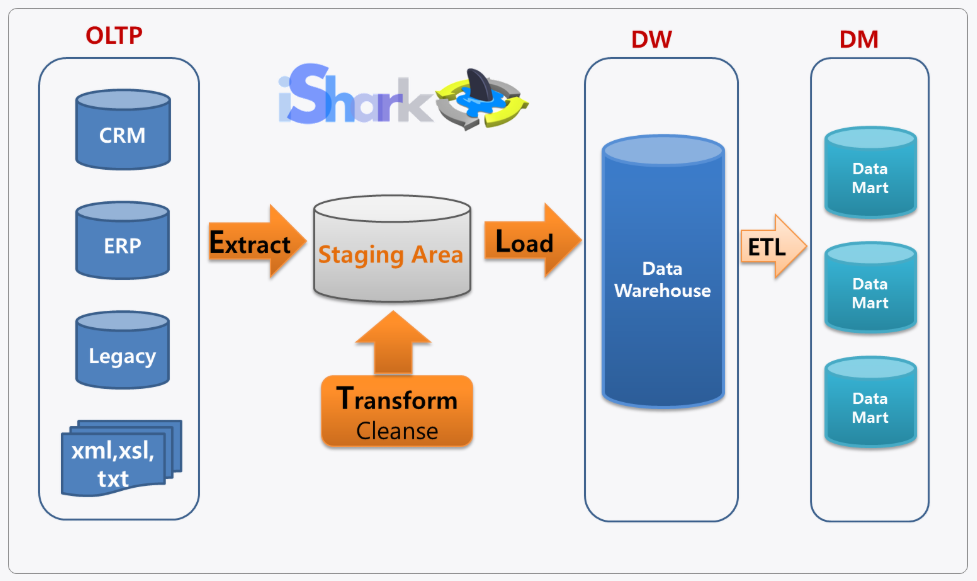 OLTP
CRM
ERP
Legacy
xml,xsl,
txt
iShark
Extract
Staging Area
Transform
Cleanse
Load
DW
Data
Warehouse
ETL
DM
Data
Mart
Data
Mart
Data
Mart